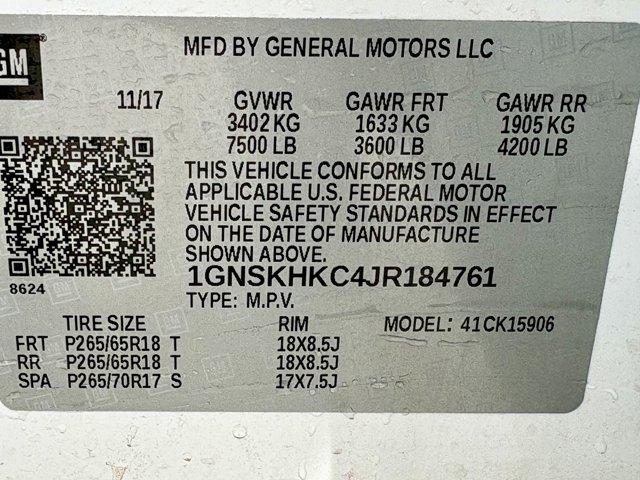 GM
MFD BY GENERAL MOTORS LLC
11/17 GVWR GAWR FRT GAWR RR
3402 KG 1633 KG 1905 KG
7500 LB 3600 LB 4200 LB
THIS VEHICLE CONFORMS TO ALL
APPLICABLE U.S. FEDERAL MOTOR
VEHICLE SAFETY STANDARDS IN EFFECT
ON THE DATE OF MANUFACTURE
SHOWN ABOVE.
8624
1GNSKHKC4JR184761
TYPE: M.P.V.
TIRE SIZE RIM MODEL: 41CK15906
FRT P265/65R18 T 18X8.5J
RR P265/65R18 T 18X8.5J
SPA P265/70R17 S 17X7.5J